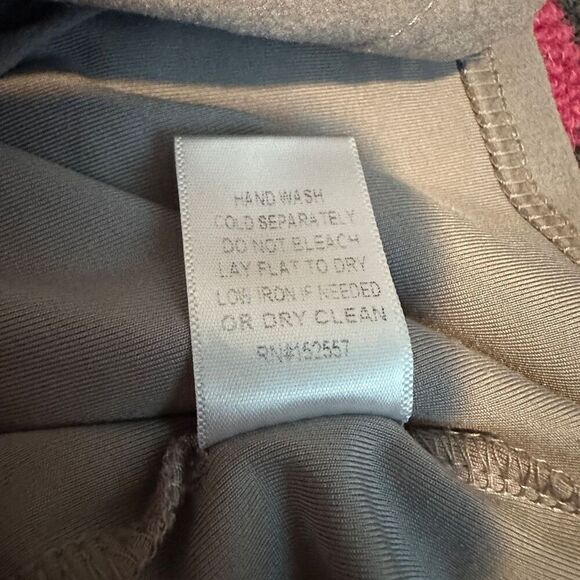 HAND WASH
COLD SEPARATELY
DO NOT BLEACH
LAY FLAT TO DRY
LOW IRON IF NEEDED
OR DRY CLEAN
RN#152557